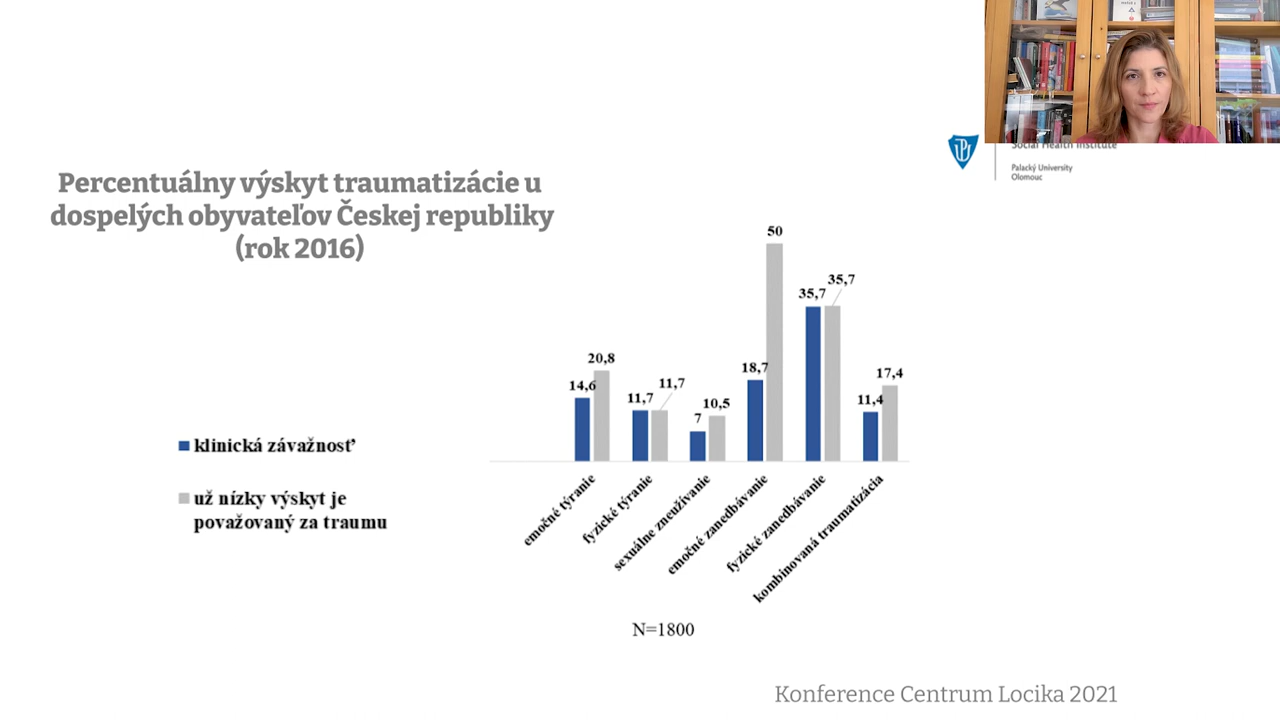 Social Health Institute
Palacký University
Olomouc
Percentuálny výskyt traumatizácie u
dospelých obyvateľov Českej republiky
(rok 2016)
klinická závažnosť
už nízky výskyt je
považovaný za traumu
14,6
20,8
11,7
11,7
7
10,5
18,7
50
35,7
35,7
11,4
17,4
emočné týranie
fyzické týranie
sexuálne zneužívanie
emočné zanedbávanie
fyzické zanedbávanie
kombinovaná traumatizácia
N=1800
Konference Centrum Locika 2021